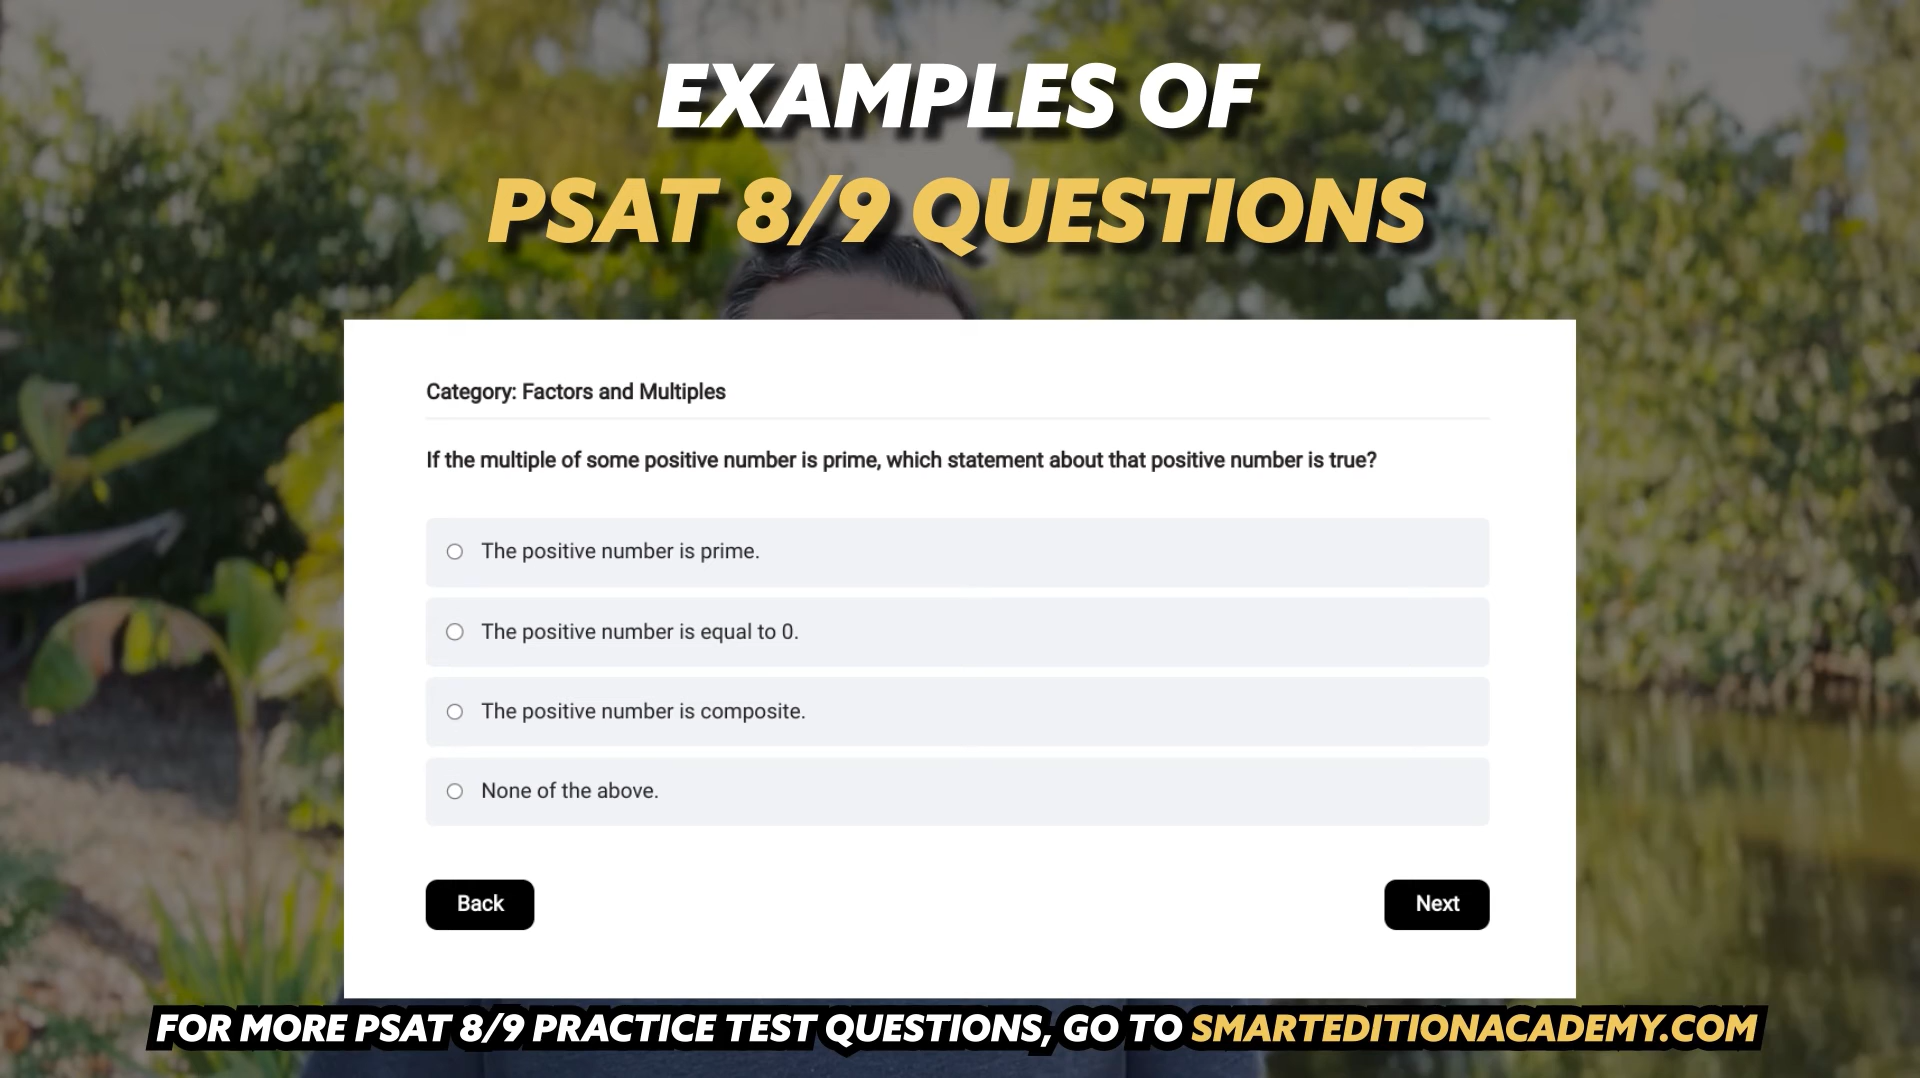 EXAMPLES OF
PSAT 8/9 QUESTIONS
Category: Factors and Multiples
If the multiple of some positive number is prime, which statement about that positive number is true?
The positive number is prime.
The positive number is equal to 0.
The positive number is composite.
None of the above.
Back
Next
FOR MORE PSAT 8/9 PRACTICE TEST QUESTIONS, GO TO SMARTEDITIONACADEMY.COM